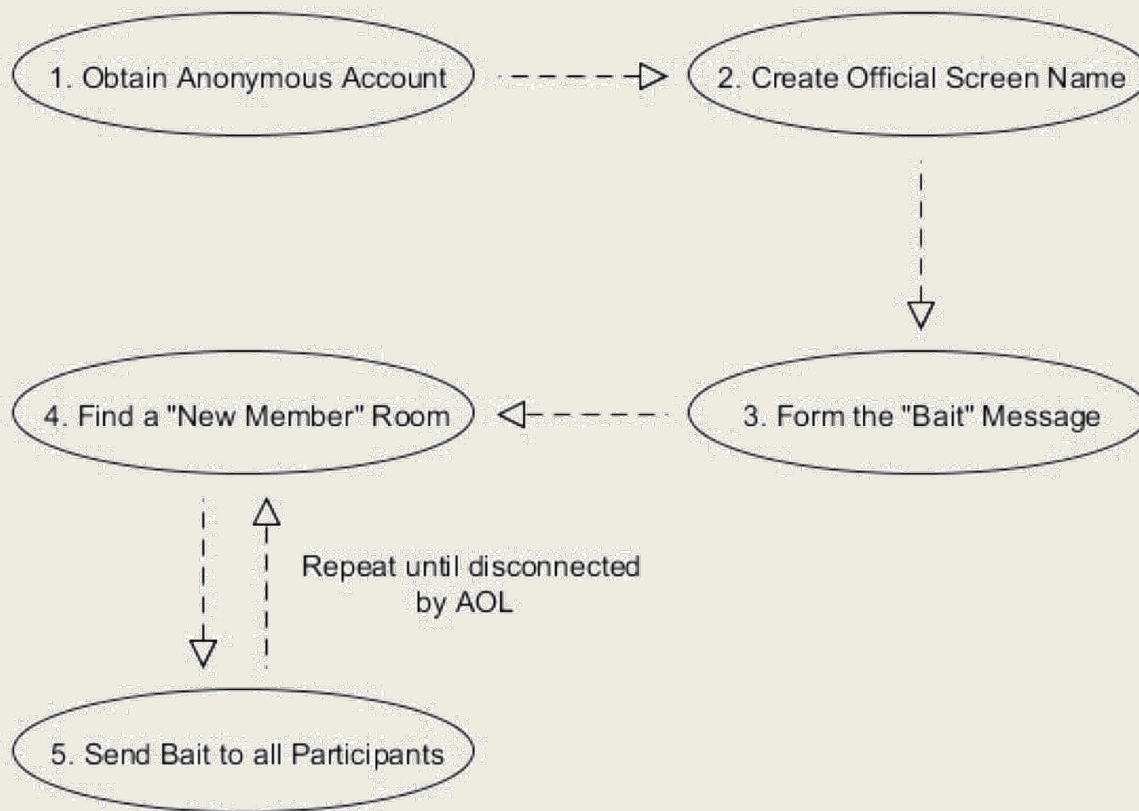 1. Obtain Anonymous Account
2. Create Official Screen Name
3. Form the "Bait" Message
4. Find a "New Member" Room
Repeat until disconnected
by AOL
5. Send Bait to all Participants